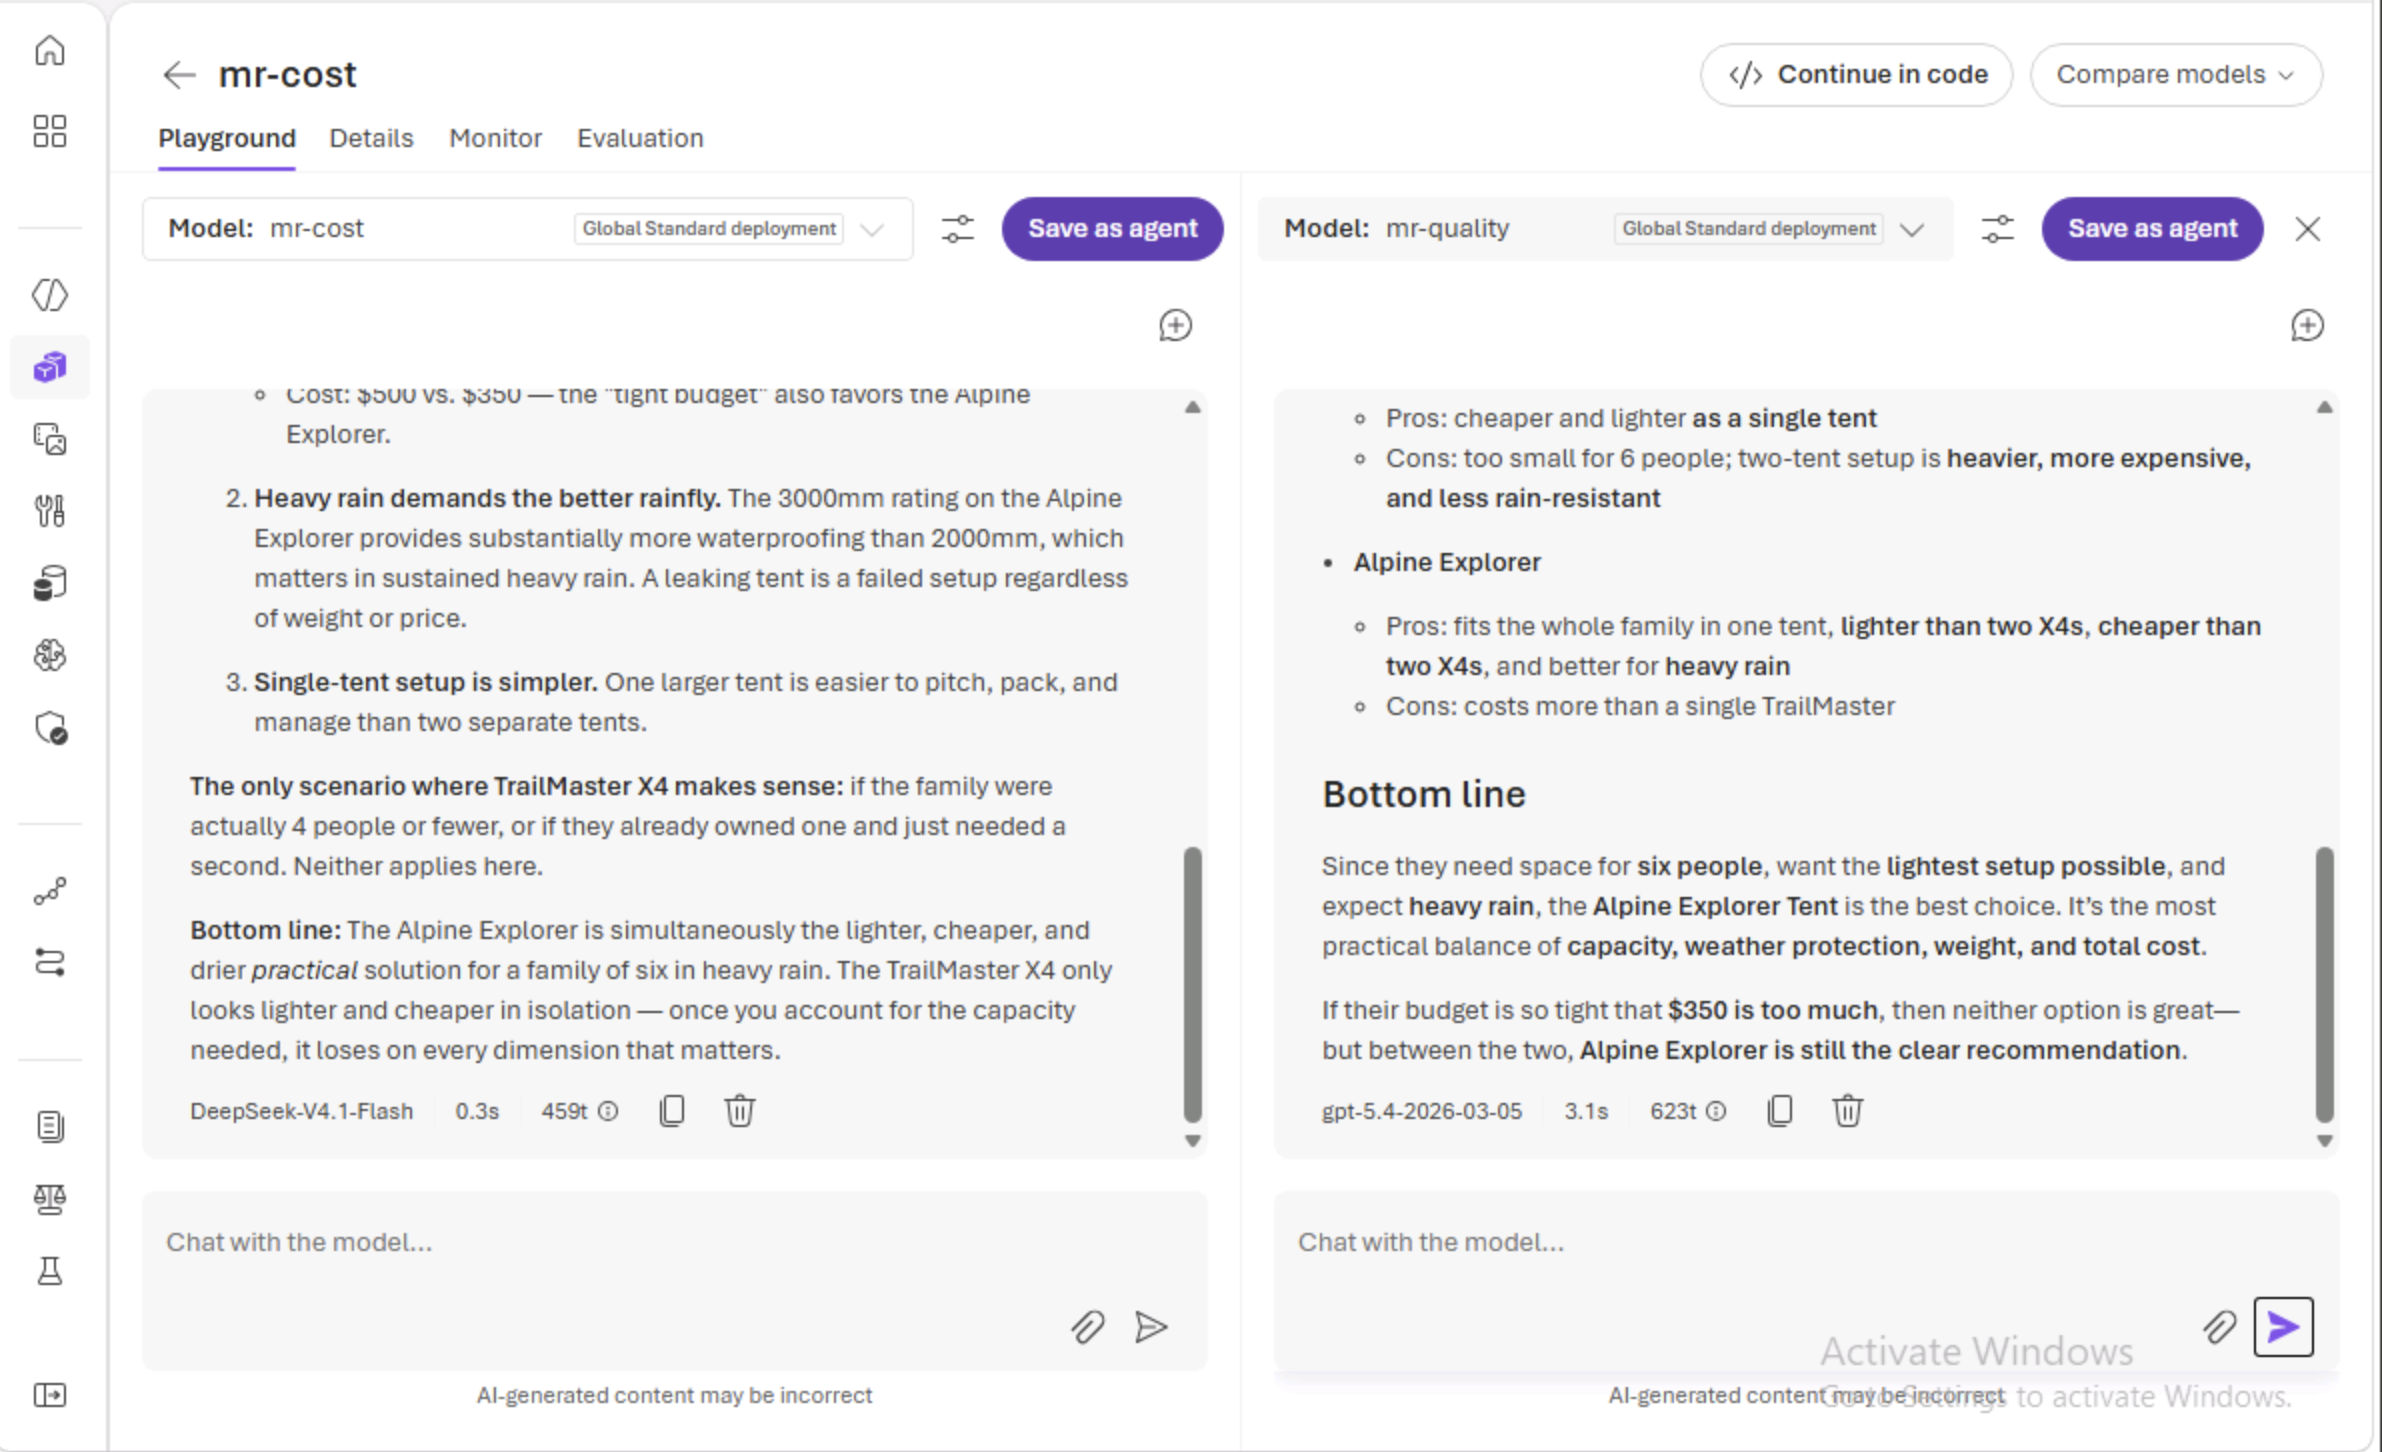 mr-cost
Continue in code
Compare models
Playground
Details
Monitor
Evaluation
Model: mr-cost
Global Standard deployment
Save as agent
Cost: $500 vs. $350 — the "tight budget" also favors the Alpine
Explorer.
2. Heavy rain demands the better rainfly. The 3000mm rating on the Alpine
Explorer provides substantially more waterproofing than 2000mm, which
matters in sustained heavy rain. A leaking tent is a failed setup regardless
of weight or price.
3. Single-tent setup is simpler. One larger tent is easier to pitch, pack, and
manage than two separate tents.
The only scenario where TrailMaster X4 makes sense: if the family were
actually 4 people or fewer, or if they already owned one and just needed a
second. Neither applies here.
Bottom line: The Alpine Explorer is simultaneously the lighter, cheaper, and
drier practical solution for a family of six in heavy rain. The TrailMaster X4 only
looks lighter and cheaper in isolation — once you account for the capacity
needed, it loses on every dimension that matters.
DeepSeek-V4.1-Flash
0.3s
459t
Chat with the model...
AI-generated content may be incorrect
Model: mr-quality
Global Standard deployment
Save as agent
Pros: cheaper and lighter as a single tent
Cons: too small for 6 people; two-tent setup is heavier, more expensive,
and less rain-resistant
Alpine Explorer
Pros: fits the whole family in one tent, lighter than two X4s, cheaper than
two X4s, and better for heavy rain
Cons: costs more than a single TrailMaster
Bottom line
Since they need space for six people, want the lightest setup possible, and
expect heavy rain, the Alpine Explorer Tent is the best choice. It's the most
practical balance of capacity, weather protection, weight, and total cost.
If their budget is so tight that $350 is too much, then neither option is great—
but between the two, Alpine Explorer is still the clear recommendation.
gpt-5.4-2026-03-05
3.1s
623t
Chat with the model...
AI-generated content may be incorrect
Activate Windows
Go to Settings to activate Windows.